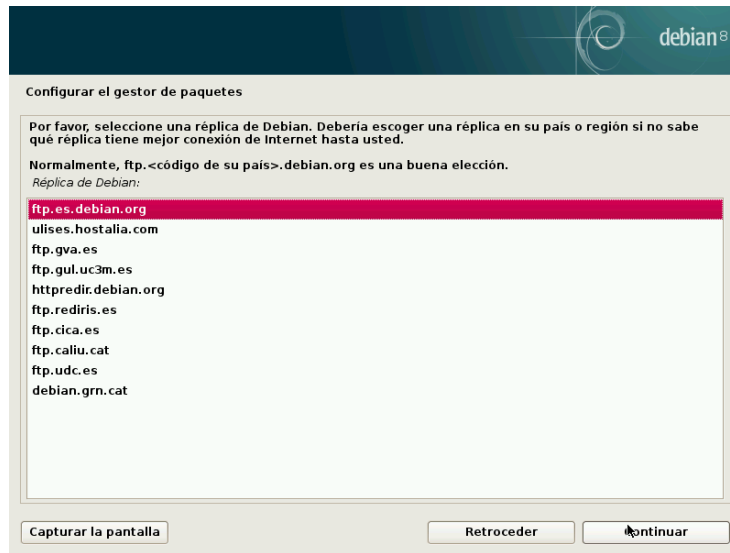 debian 8
Configurar el gestor de paquetes
Por favor, seleccione una réplica de Debian. Debería escoger una réplica en su país o región si no sabe
qué réplica tiene mejor conexión de Internet hasta usted.
Normalmente, ftp.<código de su país>.debian.org es una buena elección.
Réplica de Debian:
ftp.es.debian.org
ulises.hostalia.com
ftp.gva.es
ftp.gul.uc3m.es
httpredir.debian.org
ftp.rediris.es
ftp.cica.es
ftp.caliu.cat
ftp.udc.es
debian.grn.cat
Capturar la pantalla
Retroceder
Continuar